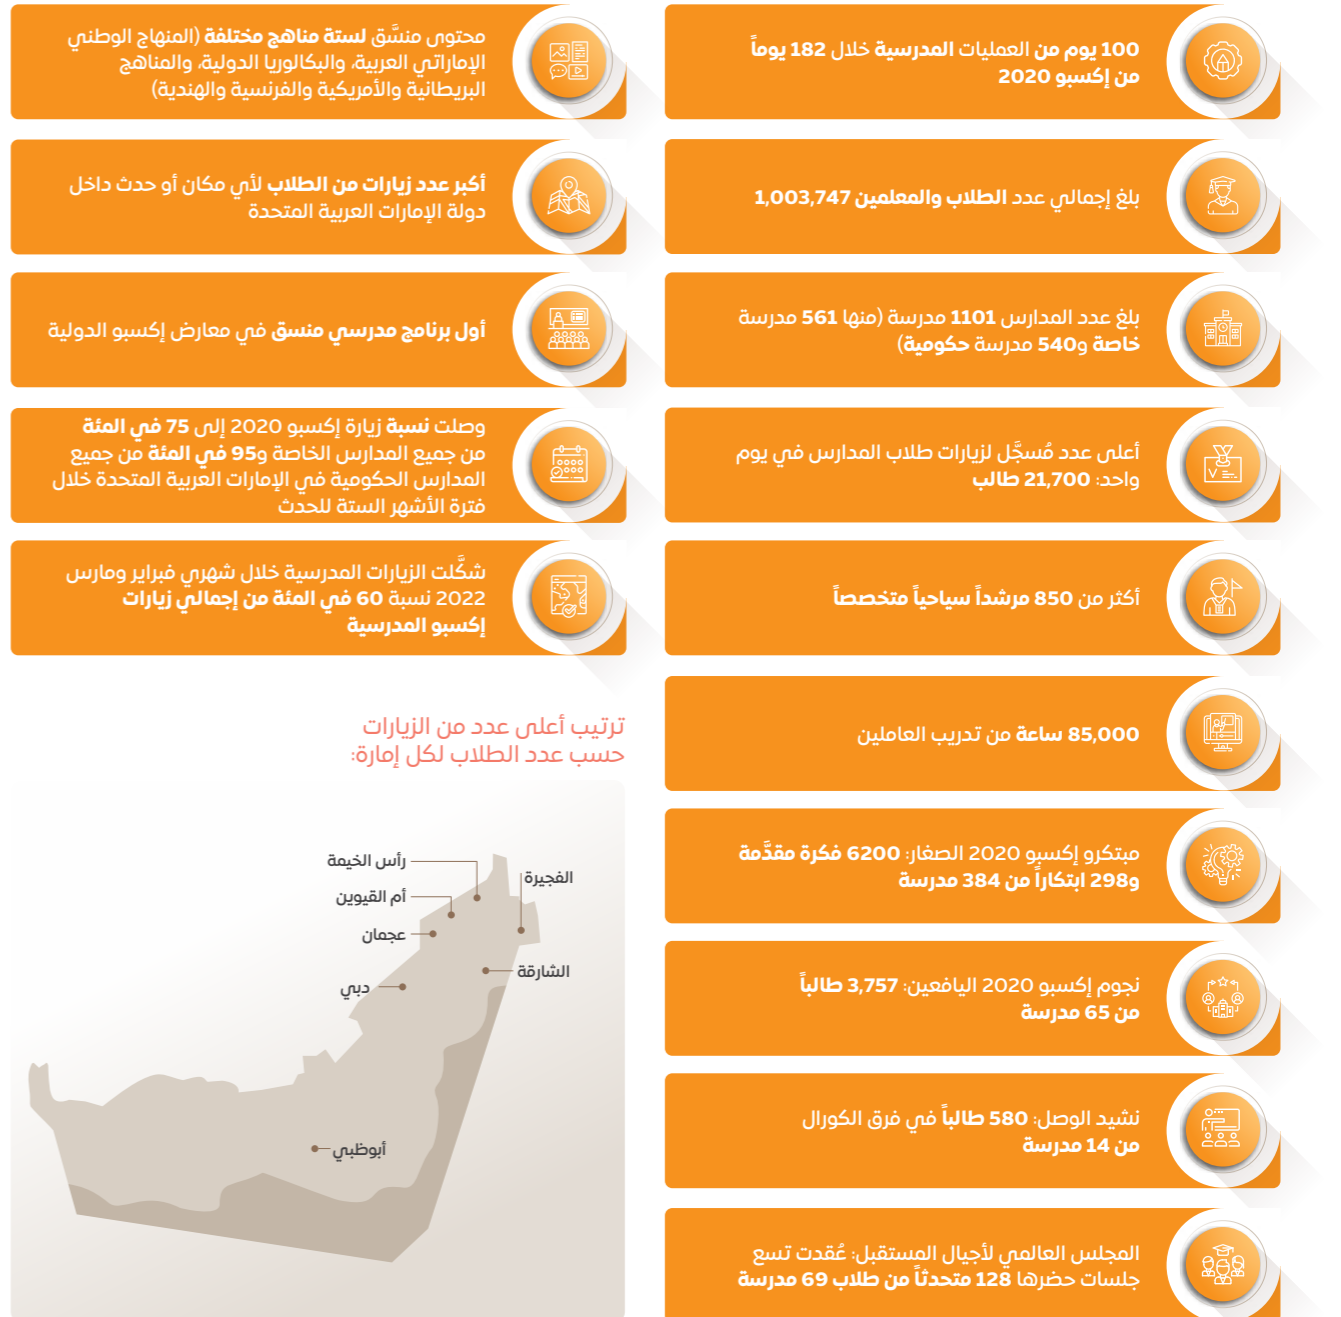 100 يوم من العمليات المدرسية خلال 182 يوماً
من إكسبو 2020
بلغ إجمالي عدد الطلاب والمعلمين 1,003,747
بلغ عدد المدارس 1101 مدرسة (منها 561 مدرسة
خاصة و540 مدرسة حكومية)
أعلى عدد مُسجَّل لزيارات طلاب المدارس في يوم
واحد: 21,700 طالب
أكثر من 850 مرشداً سياحياً متخصصاً
85,000 ساعة من تدريب العاملين
مبتكرو إكسبو 2020 الصغار: 6200 فكرة مقدَّمة
و298 ابتكاراً من 384 مدرسة
نجوم إكسبو 2020 اليافعين: 3,757 طالباً
من 65 مدرسة
نشيد الوصل: 580 طالباً في فرق الكورال
من 14 مدرسة
المجلس العالمي لأجيال المستقبل: عُقدت تسع
جلسات حضرها 128 متحدثاً من طلاب 69 مدرسة
محتوى منسَّق لستة مناهج مختلفة (المنهاج الوطني
الإماراتي العربية، والبكالوريا الدولية، والمناهج
البريطانية والأمريكية والفرنسية والهندية)
أكبر عدد زيارات من الطلاب لأي مكان أو حدث داخل
دولة الإمارات العربية المتحدة
أول برنامج مدرسي منسق في معارض إكسبو الدولية
وصلت نسبة زيارة إكسبو 2020 إلى 75 في المئة
من جميع المدارس الخاصة و95 في المئة من جميع
المدارس الحكومية في الإمارات العربية المتحدة خلال
فترة الأشهر الستة للحدث
شكَّلت الزيارات المدرسية خلال شهري فبراير ومارس
2022 نسبة 60 في المئة من إجمالي زيارات
إكسبو المدرسية
ترتيب أعلى عدد من الزيارات
حسب عدد الطلاب لكل إمارة:
رأس الخيمة
الفجيرة
أم القيوين
عجمان
الشارقة
دبي
أبوظبي